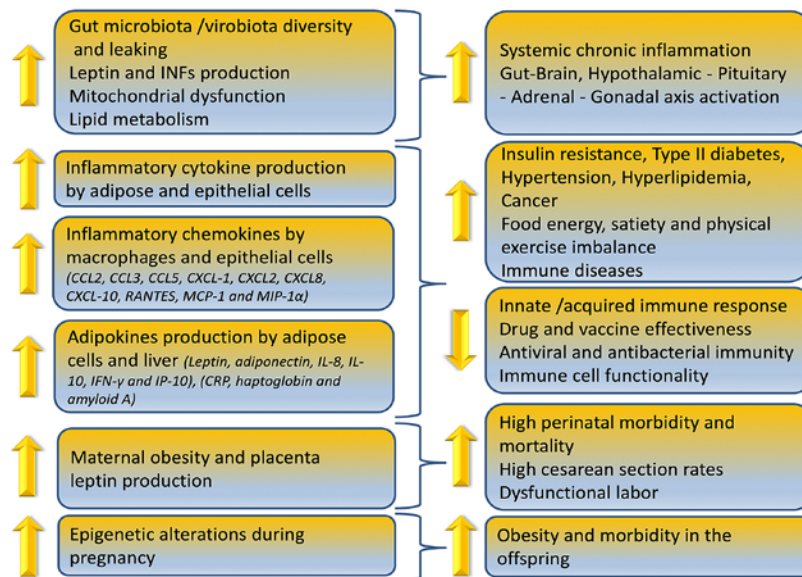 Gut microbiota /virobiota diversity
and leaking
Leptin and INFs production
Mitochondrial dysfunction
Lipid metabolism
Systemic chronic inflammation
Gut-Brain, Hypothalamic - Pituitary
- Adrenal - Gonadal axis activation
Inflammatory cytokine production
by adipose and epithelial cells
Inflammatory chemokines by
macrophages and epithelial cells
(CCL2, CCL3, CCL5, CXCL-1, CXCL2, CXCL8,
CXCL-10, RANTES, MCP-1 and MIP-1α)
Adipokines production by adipose
cells and liver (Leptin, adiponectin, IL-8, IL-
10, IFN-γ and IP-10), (CRP, haptoglobin and
amyloid A)
Insulin resistance, Type II diabetes,
Hypertension, Hyperlipidemia,
Cancer
Food energy, satiety and physical
exercise imbalance
Immune diseases
Innate /acquired immune response
Drug and vaccine effectiveness
Antiviral and antibacterial immunity
Immune cell functionality
Maternal obesity and placenta
leptin production
High perinatal morbidity and
mortality
High cesarean section rates
Dysfunctional labor
Epigenetic alterations during
pregnancy
Obesity and morbidity in the
offspring